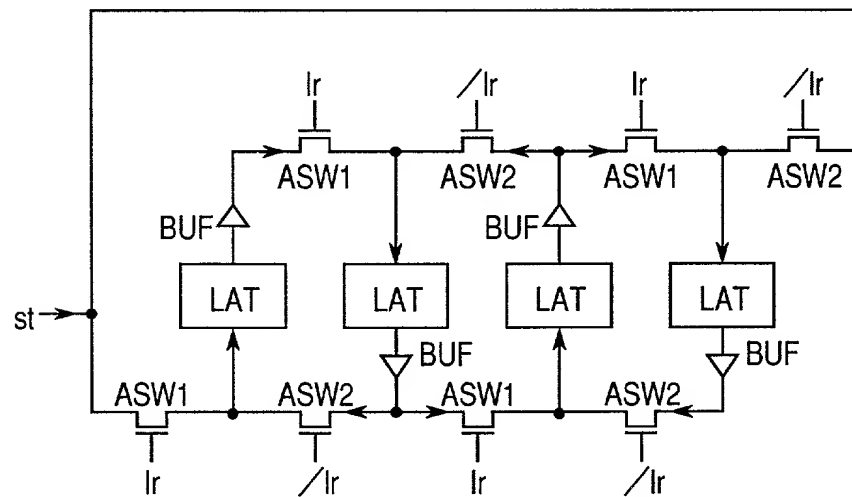 Ir /Ir Ir /Ir
ASW1 ASW2 ASW1 ASW2
BUF BUF
LAT LAT LAT LAT
st
BUF BUF
ASW1 ASW2 ASW1 ASW2
Ir /Ir Ir /Ir